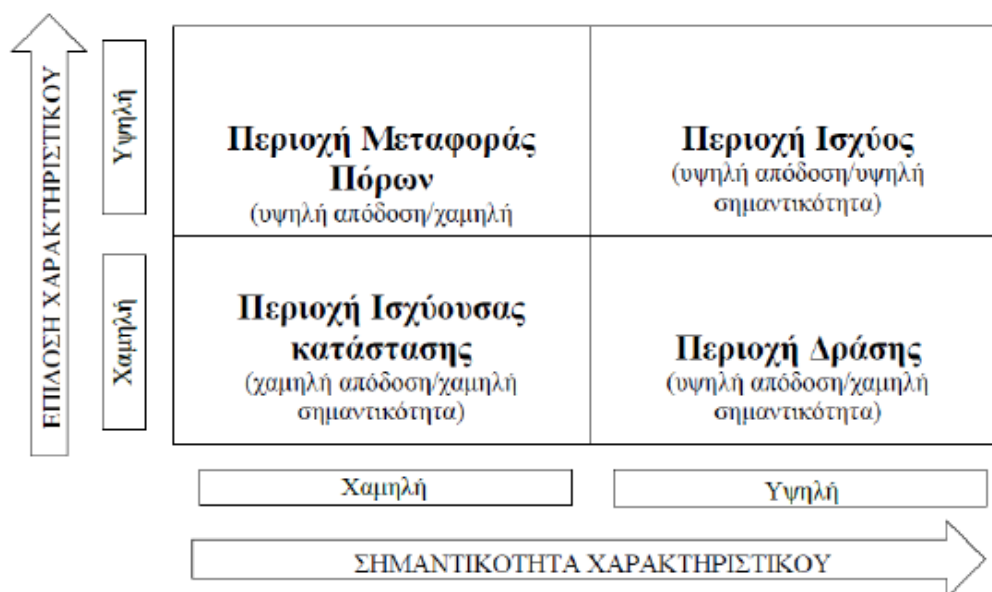 ΕΠΙΔΟΣΗ ΧΑΡΑΚΤΗΡΙΣΤΙΚΟΥ
Υψηλή
Περιοχή Μεταφοράς
Πόρων
(υψηλή απόδοση/χαμηλή
Περιοχή Ισχύος
(υψηλή απόδοση/υψηλή
σημαντικότητα)
Χαμηλή
Περιοχή Ισχύουσας
κατάστασης
(χαμηλή απόδοση/χαμηλή
σημαντικότητα)
Περιοχή Δράσης
(υψηλή απόδοση/χαμηλή
σημαντικότητα)
Χαμηλή
Υψηλή
ΣΗΜΑΝΤΙΚΟΤΗΤΑ ΧΑΡΑΚΤΗΡΙΣΤΙΚΟΥ